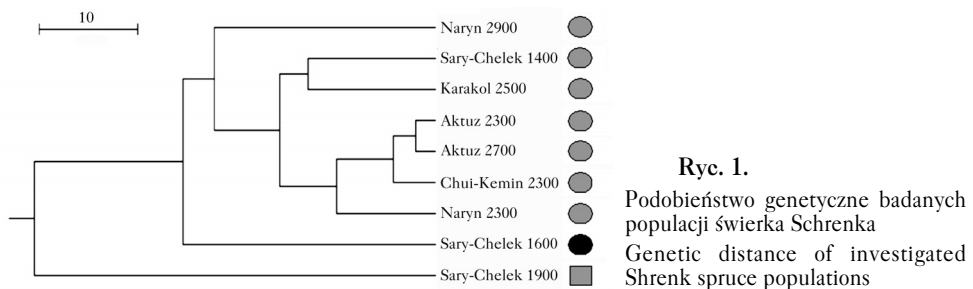 10
Naryn 2900
Sary-Chelek 1400
Karakol 2500
Aktuz 2300
Aktuz 2700
Chui-Kemin 2300
Naryn 2300
Sary-Chelek 1600
Sary-Chelek 1900
Ryc. 1.
Podobieństwo genetyczne badanych
populacji świerka Schrenka
Genetic distance of investigated
Shrenk spruce populations